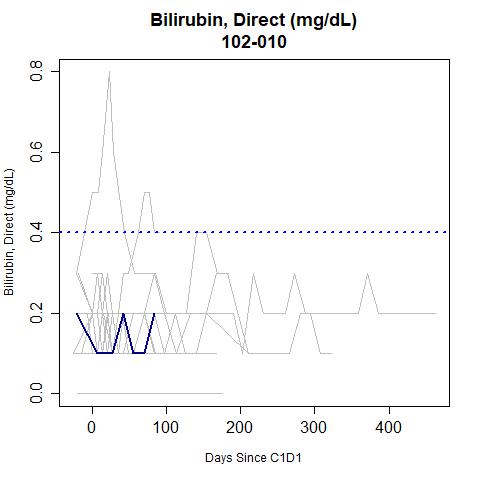 Bilirubin, Direct (mg/dL)
102-010
Bilirubin, Direct (mg/dL)
0.8
0.6
0.4
0.2
0.0
0 100 200 300 400
Days Since C1D1